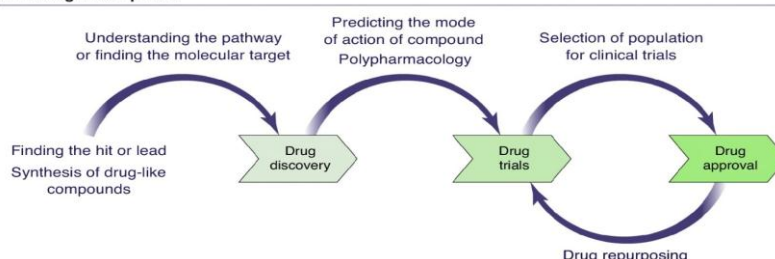 Understanding the pathway
or finding the molecular target
Predicting the mode
of action of compound
Polypharmacology
Selection of population
for clinical trials
Finding the hit or lead
Synthesis of drug-like
compounds
Drug
discovery
Drug
trials
Drug
approval
Drug repurposing